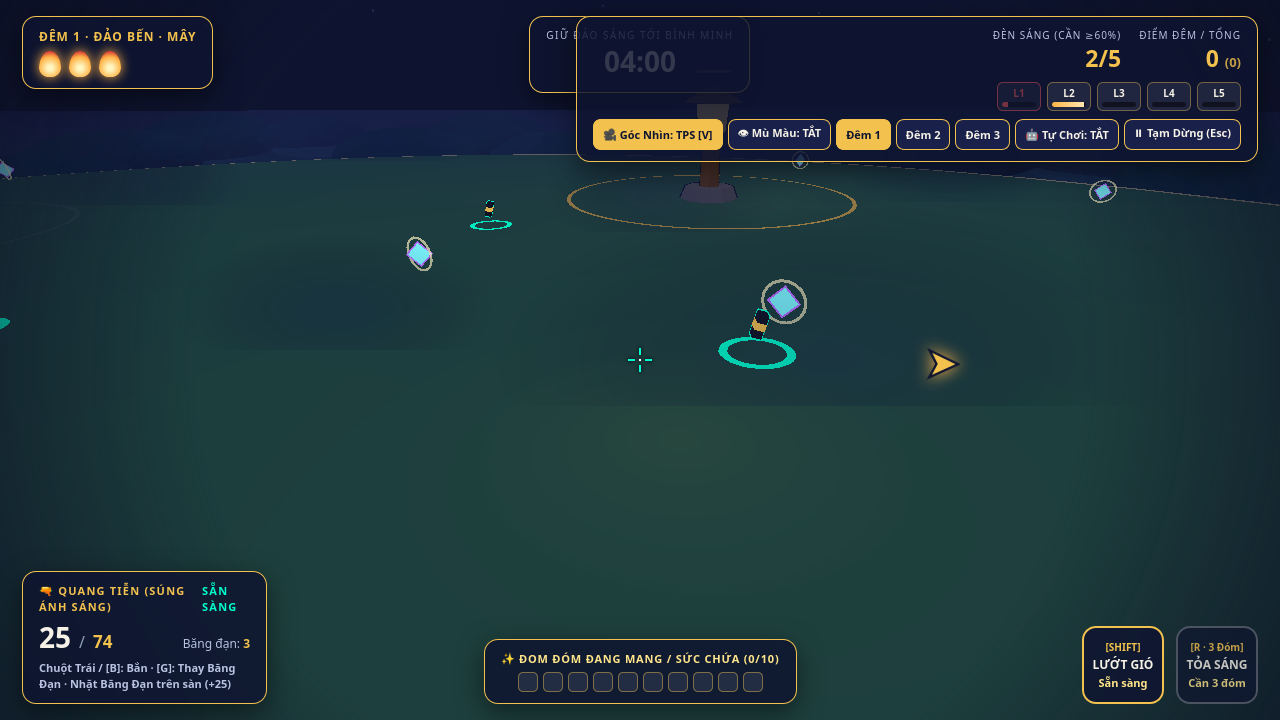 ĐÊM 1 · ĐẢO BẾN · MÂY
GIỮ ĐẢO SÁNG TỚI BÌNH MINH
04:00
ĐÈN SÁNG (CẦN ≥60%)
2/5
ĐIỂM ĐÊM / TỔNG
0 (0)
L1
L2
L3
L4
L5
🎥 Góc Nhìn: TPS [V]
👁 Mù Màu: TẮT
Đêm 1
Đêm 2
Đêm 3
🤖 Tự Chơi: TẮT
⏸ Tạm Dừng (Esc)
🔫 QUANG TIỄN (SÚNG ÁNH SÁNG)
SẴN SÀNG
25 / 74
Băng đạn: 3
Chuột Trái / [B]: Bắn · [G]: Thay Băng
Đạn · Nhặt Băng Đạn trên sàn (+25)
✨ ĐOM ĐÓM ĐANG MANG / SỨC CHỨA (0/10)
[SHIFT]
LƯỚT GIÓ
Sẵn sàng
[R · 3 Đóm]
TỎA SÁNG
Cần 3 đóm